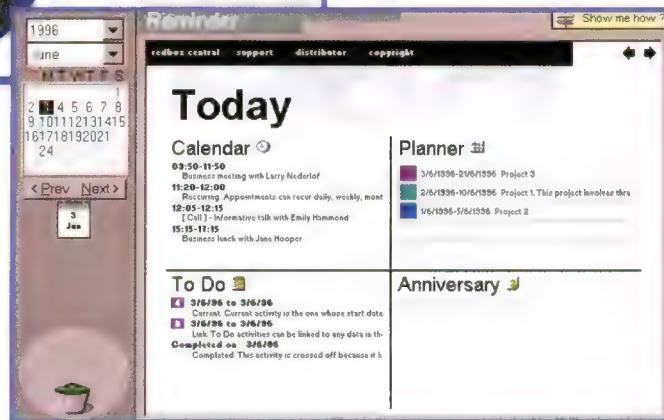 1996
June
Reminder
Show me how ?
redbox central support distributor copyright
M T W T F S
1
2 3 4 5 6 7 8
9 10 11 12 13 14 15
16 17 18 19 20 21
24
< Prev Next >
3
Jun
Today
Calendar
09:50-11:50
Business meeting with Larry Nederlof
11:20-12:00
Reccuring. Appointments can recur daily, weekly, mont
12:05-12:15
[ Call ] - Informative talk with Emily Hammond
15:15-17:15
Business lunch with Jane Hooper
Planner
3/6/1996-21/6/1996 Project 3
2/6/1996-10/6/1996 Project 1. This project involves thre
1/6/1996-5/6/1996 Project 2
To Do
4 3/6/96 to 3/6/96
Current. Current activity is the one whose start date
3/6/96 to 3/6/96
Link. To Do activities can be linked to any data in th-
Completed on 3/6/96
Completed. This activity is crossed off because it h
Anniversary